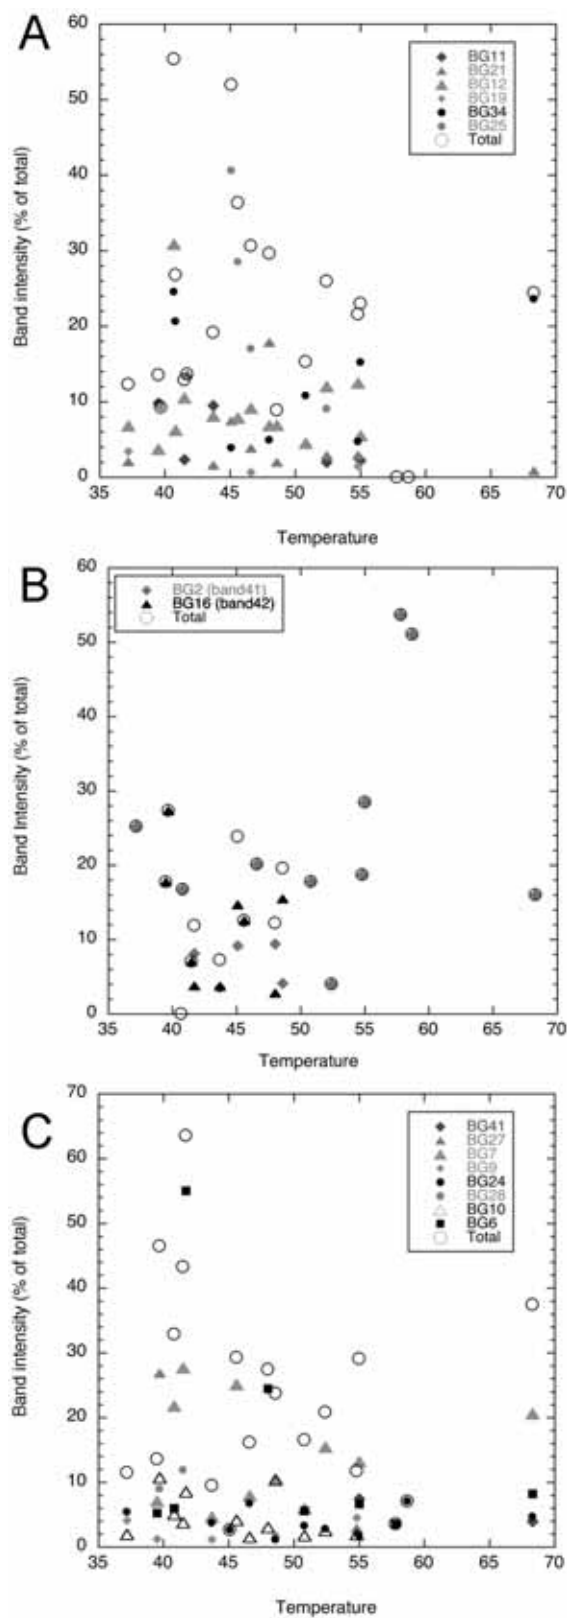 A
60
50
40
30
20
10
0
35 40 45 50 55 60 65 70
Band intensity (% of total)
Temperature
BG11
BG21
BG12
BG19
BG34
BG25
Total
B
60
50
40
30
20
10
0
35 40 45 50 55 60 65 70
Band Intensity (% of total)
Temperature
BG2 (band41)
BG16 (band42)
Total
C
70
60
50
40
30
20
10
0
35 40 45 50 55 60 65 70
Band intensity (% of total)
Temperature
BG41
BG27
BG7
BG9
BG24
BG28
BG10
BG6
Total